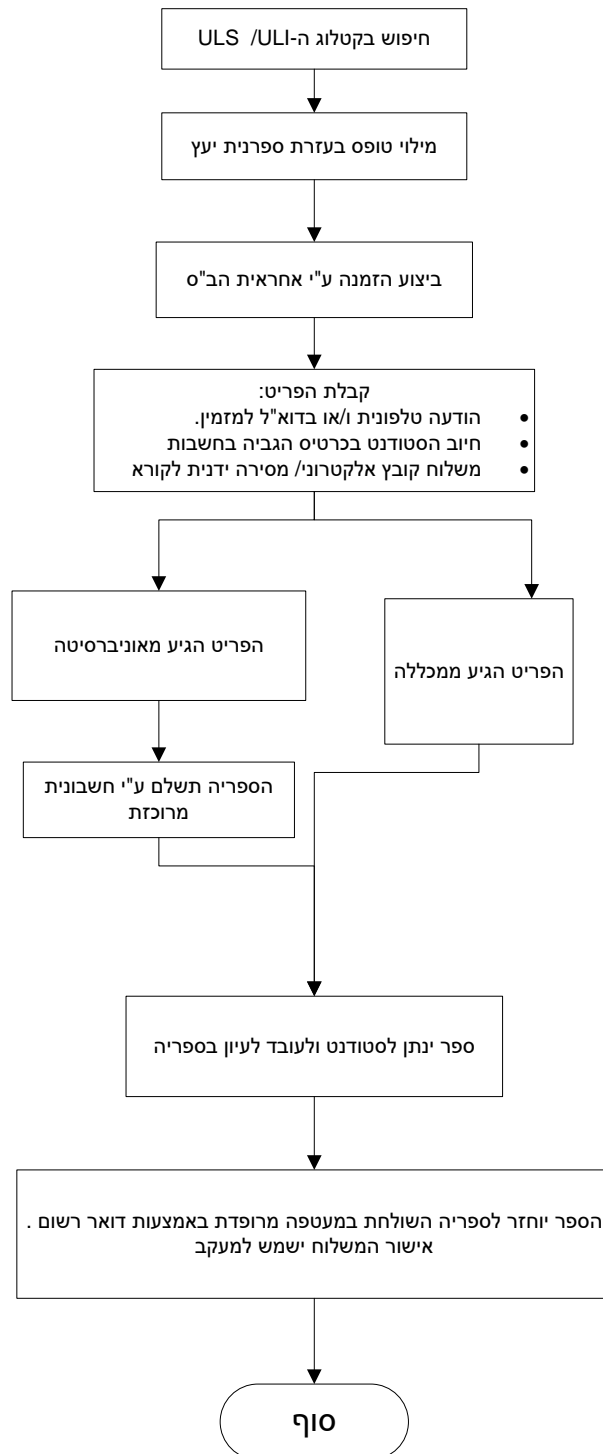 חיפוש בקטלוג ה-ULS /ULI
מילוי טופס בעזרת ספרנית יעץ
ביצוע הזמנה ע"י אחראית הב"ס
קבלת הפריט:
• הודעה טלפונית ו/או בדוא"ל למזמין.
• חיוב הסטודנט בכרטיס הגביה בחשבות
• משלוח קובץ אלקטרוני/ מסירה ידנית לקורא
הפריט הגיע ממכללה
הפריט הגיע מאוניברסיטה
הספריה תשלם ע"י חשבונית
מרוכזת
ספר ינתן לסטודנט ולעובד לעיון בספריה
הספר יוחזר לספריה השולחת במעטפה מרופדת באמצעות דואר רשום .
אישור המשלוח ישמש למעקב
סוף